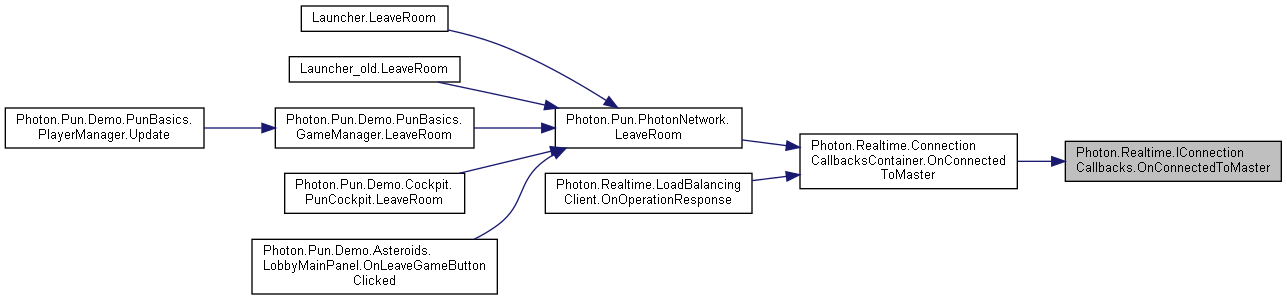 Launcher.LeaveRoom
Launcher_old.LeaveRoom
Photon.Pun.Demo.PunBasics.
PlayerManager.Update
Photon.Pun.Demo.PunBasics.
GameManager.LeaveRoom
Photon.Pun.PhotonNetwork.
LeaveRoom
Photon.Realtime.Connection
CallbacksContainer.OnConnected
ToMaster
Photon.Realtime.IConnection
Callbacks.OnConnectedToMaster
Photon.Pun.Demo.Cockpit.
PunCockpit.LeaveRoom
Photon.Realtime.LoadBalancing
Client.OnOperationResponse
Photon.Pun.Demo.Asteroids.
LobbyMainPanel.OnLeaveGameButton
Clicked